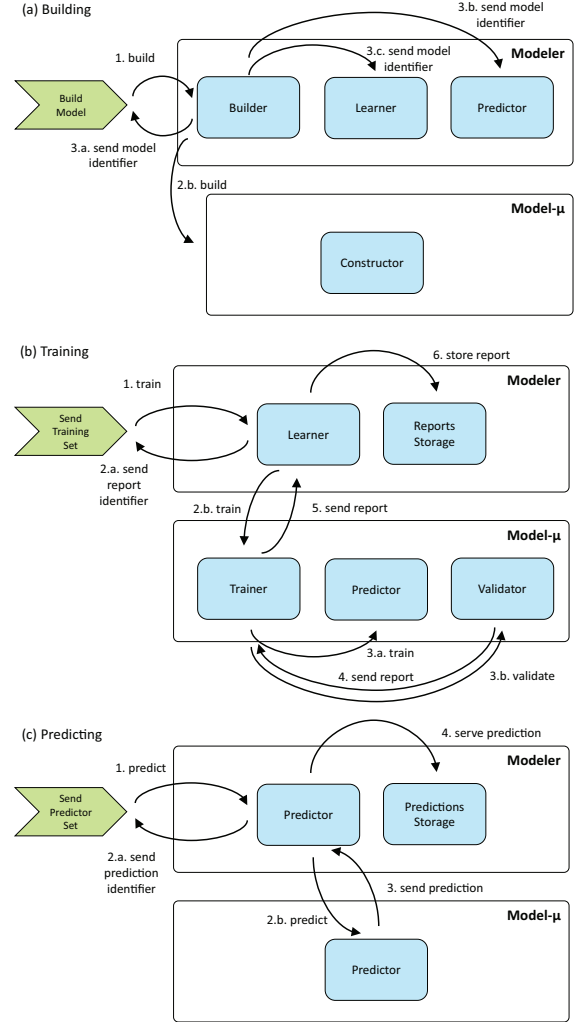 (a) Building
3.b. send model
identifier
1. build
3.c. send model
identifier
Modeler
Build
Model
Builder
Learner
Predictor
3.a. send model
identifier
2.b. build
Model-μ
Constructor
(b) Training
6. store report
1. train
Modeler
Send
Training
Set
Learner
Reports
Storage
2.a. send
report
identifier
2.b. train
5. send report
Model-μ
Trainer
Predictor
Validator
3.a. train
4. send report
3.b. validate
(c) Predicting
4. serve prediction
1. predict
Modeler
Send
Predictor
Set
Predictor
Predictions
Storage
2.a. send
prediction
identifier
3. send prediction
2.b. predict
Model-μ
Predictor